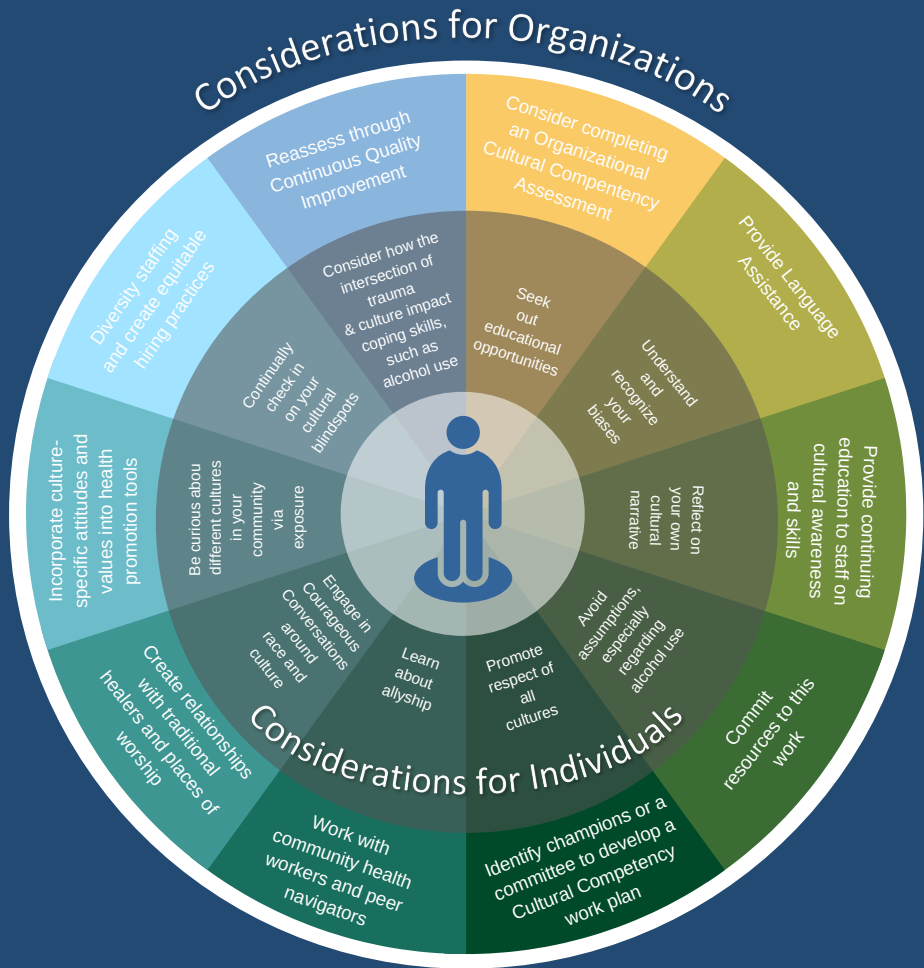 Considerations for Organizations
Consider completing
an Organizational
Cultural Compentency
Assessment
Provide Language
Assistance
Provide continuing
education to staff on
cultural awareness
and skills
Commit
resources to this
work
Identify champions or a
committee to develop a
Cultural Competency
work plan
Work with
community health
workers and peer
navigators
Create relationships
with traditional
healers and places of
worship
Incorporate culture-
specific attitudes and
values into health
promotion tools
Diversity staffing
and create equitable
hiring practices
Reassess through
Continuous Quality
Improvement
Seek
out
educational
opportunities
Understand
and
recognize
your
biases
Reflect on
your own
cultural
narrative
Avoid
assumptions,
especially
regarding
alcohol use
Promote
respect of
all
cultures
Learn
about
allyship
Engage in
Courageous
Conversations
around
race and
culture
Be curious abou
different cultures
in your
community
via
exposure
Continually
check in
on your
cultural
blindspots
Consider how the
intersection of
trauma
& culture impact
coping skills,
such as
alcohol use
Considerations for Individuals